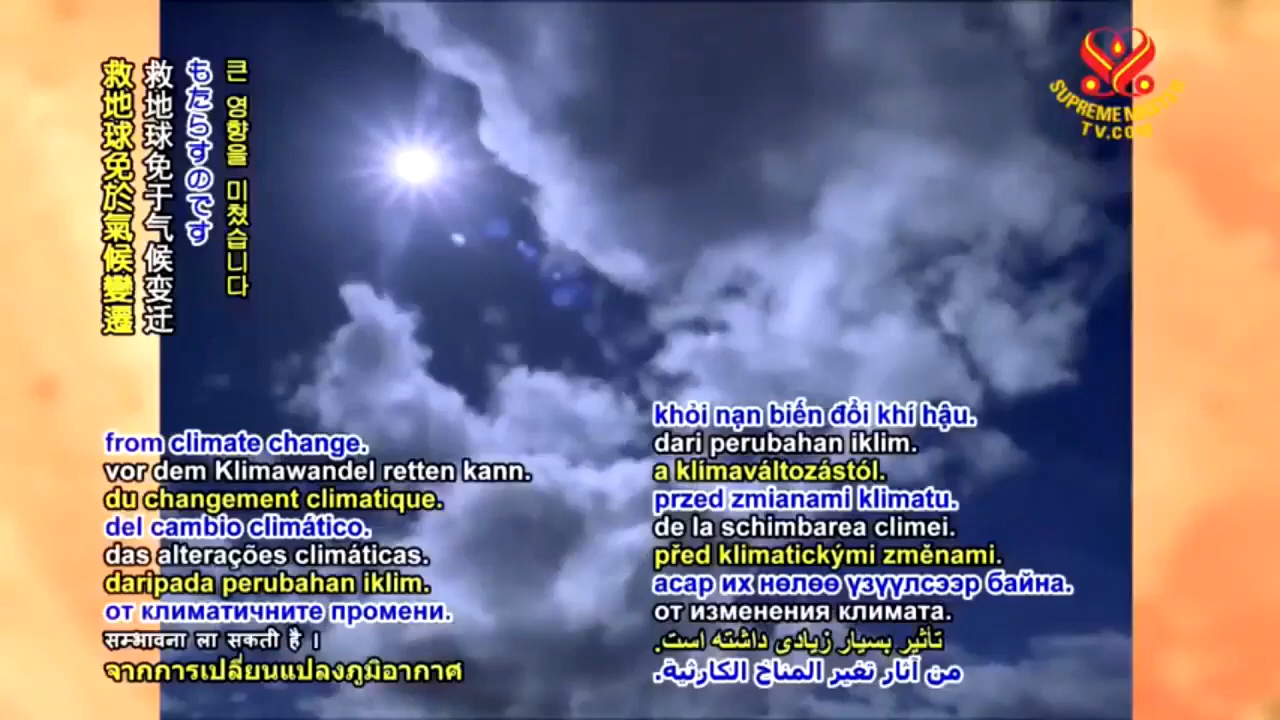 救地球免於氣候變遷
救地球免于气候变迁
もたらすのです
큰 영향을 미쳤습니다
SUPREME MASTER
TV.COM
from climate change.
vor dem Klimawandel retten kann.
du changement climatique.
del cambio climático.
das alterações climáticas.
daripada perubahan iklim.
от климатичните промени.
सम्भावना ला सकती है ।
จากการเปลี่ยนแปลงภูมิอากาศ
khỏi nạn biến đổi khí hậu.
dari perubahan iklim.
a klímaváltozástól.
przed zmianami klimatu.
de la schimbarea climei.
před klimatickými změnami.
асар их нөлөө үзүүлсээр байна.
от изменения климата.
تأثیر بسیار زیادی داشته است.
من آثار تغير المناخ الكارثية.